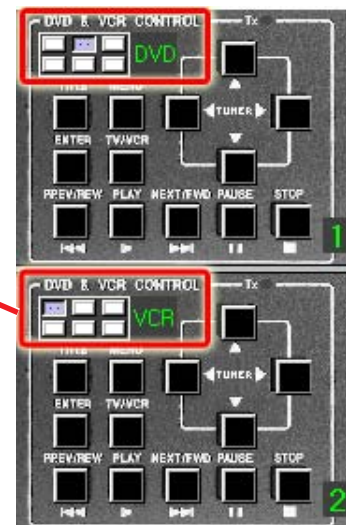 DVD & VCR CONTROL Tx
DVD
TITLE MENU
TUNER
ENTER TV/VCR
PREV/REW PLAY NEXT/FWD PAUSE STOP
1
DVD & VCR CONTROL Tx
VCR
TITLE MENU
TUNER
ENTER TV/VCR
PREV/REW PLAY NEXT/FWD PAUSE STOP
2